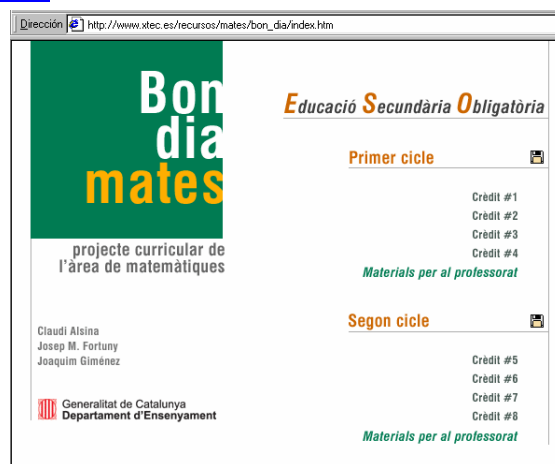 Dirección http://www.xtec.es/recursos/mates/bon_dia/index.htm
Bon
dia
mates
projecte curricular de
l'àrea de matemàtiques
Claudi Alsina
Josep M. Fortuny
Joaquim Giménez
Generalitat de Catalunya
Departament d'Ensenyament
Educació Secundària Obligatòria
Primer cicle
Crèdit #1
Crèdit #2
Crèdit #3
Crèdit #4
Materials per al professorat
Segon cicle
Crèdit #5
Crèdit #6
Crèdit #7
Crèdit #8
Materials per al professorat